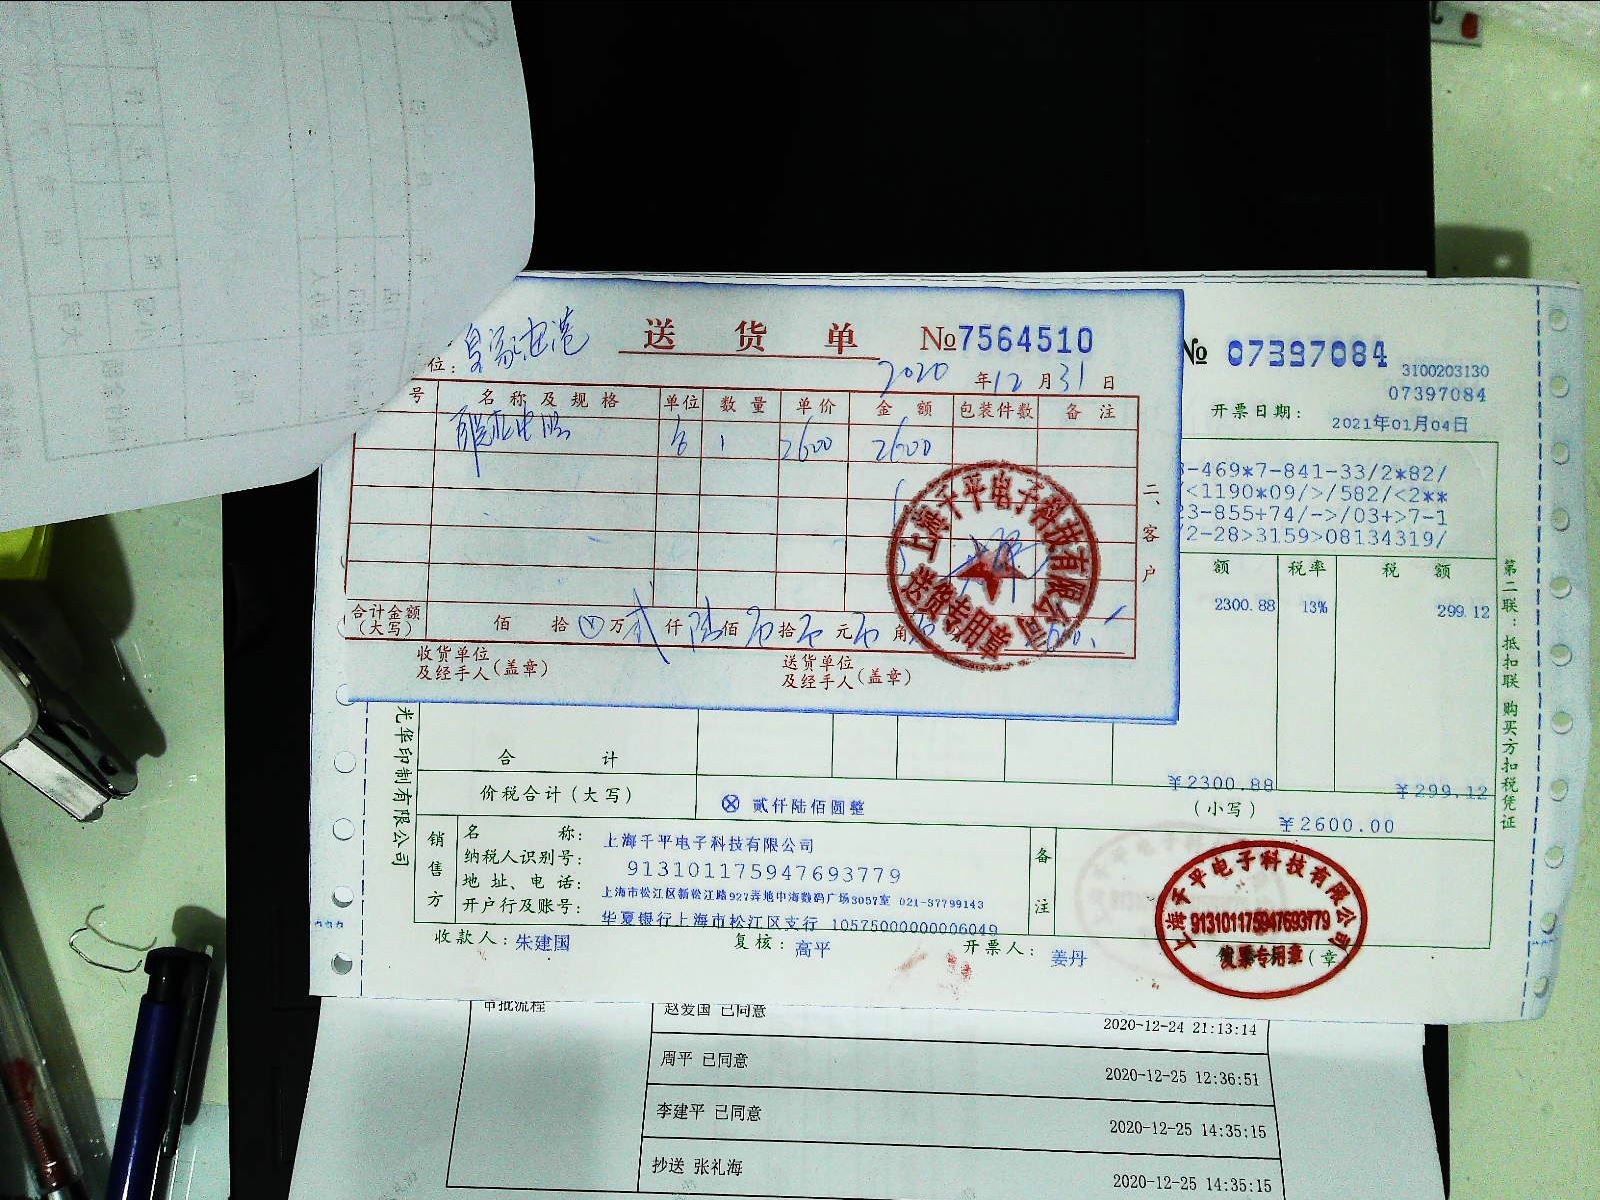 送货单 №7564510
位：
2020年12月31日
号 名称及规格 单位 数量 单价 金额 包装件数 备注
台 1 2600 2600
二、客户
上海千平电子科技有限公司
送货专用章
合计金额（大写） 佰 拾 万贰仟陆佰 拾 元 角
收货单位及经手人（盖章）
送货单位及经手人（盖章）
№ 07397084
3100203130
07397084
开票日期： 2021年01月04日
-469*7-841-33/2*82/
<1190*09/>/582/<2**
23-855+74/->/03+>7-1
/2-28>3159>08134319/
额 税率 税额
2300.88 13% 299.12
第二联：抵扣联 购买方扣税凭证
光华印制有限公司
合计 ¥2300.88 ¥299.12
价税合计（大写） ⊗ 贰仟陆佰圆整 （小写） ¥2600.00
销售方
名称： 上海千平电子科技有限公司
纳税人识别号： 913101175947693779
地址、电话： 上海市松江区新松江路927弄地中海数码广场3057室 021-37799143
开户行及账号： 华夏银行上海市松江区支行 10575000000006049
备注
上海千平电子科技有限公司
913101175947693779
发票专用章
收款人：朱建国 复核：高平 开票人：姜丹 （章
审批流程
赵爱国 已同意 2020-12-24 21:13:14
周平 已同意 2020-12-25 12:36:51
李建平 已同意 2020-12-25 14:35:15
抄送 张礼海 2020-12-25 14:35:15